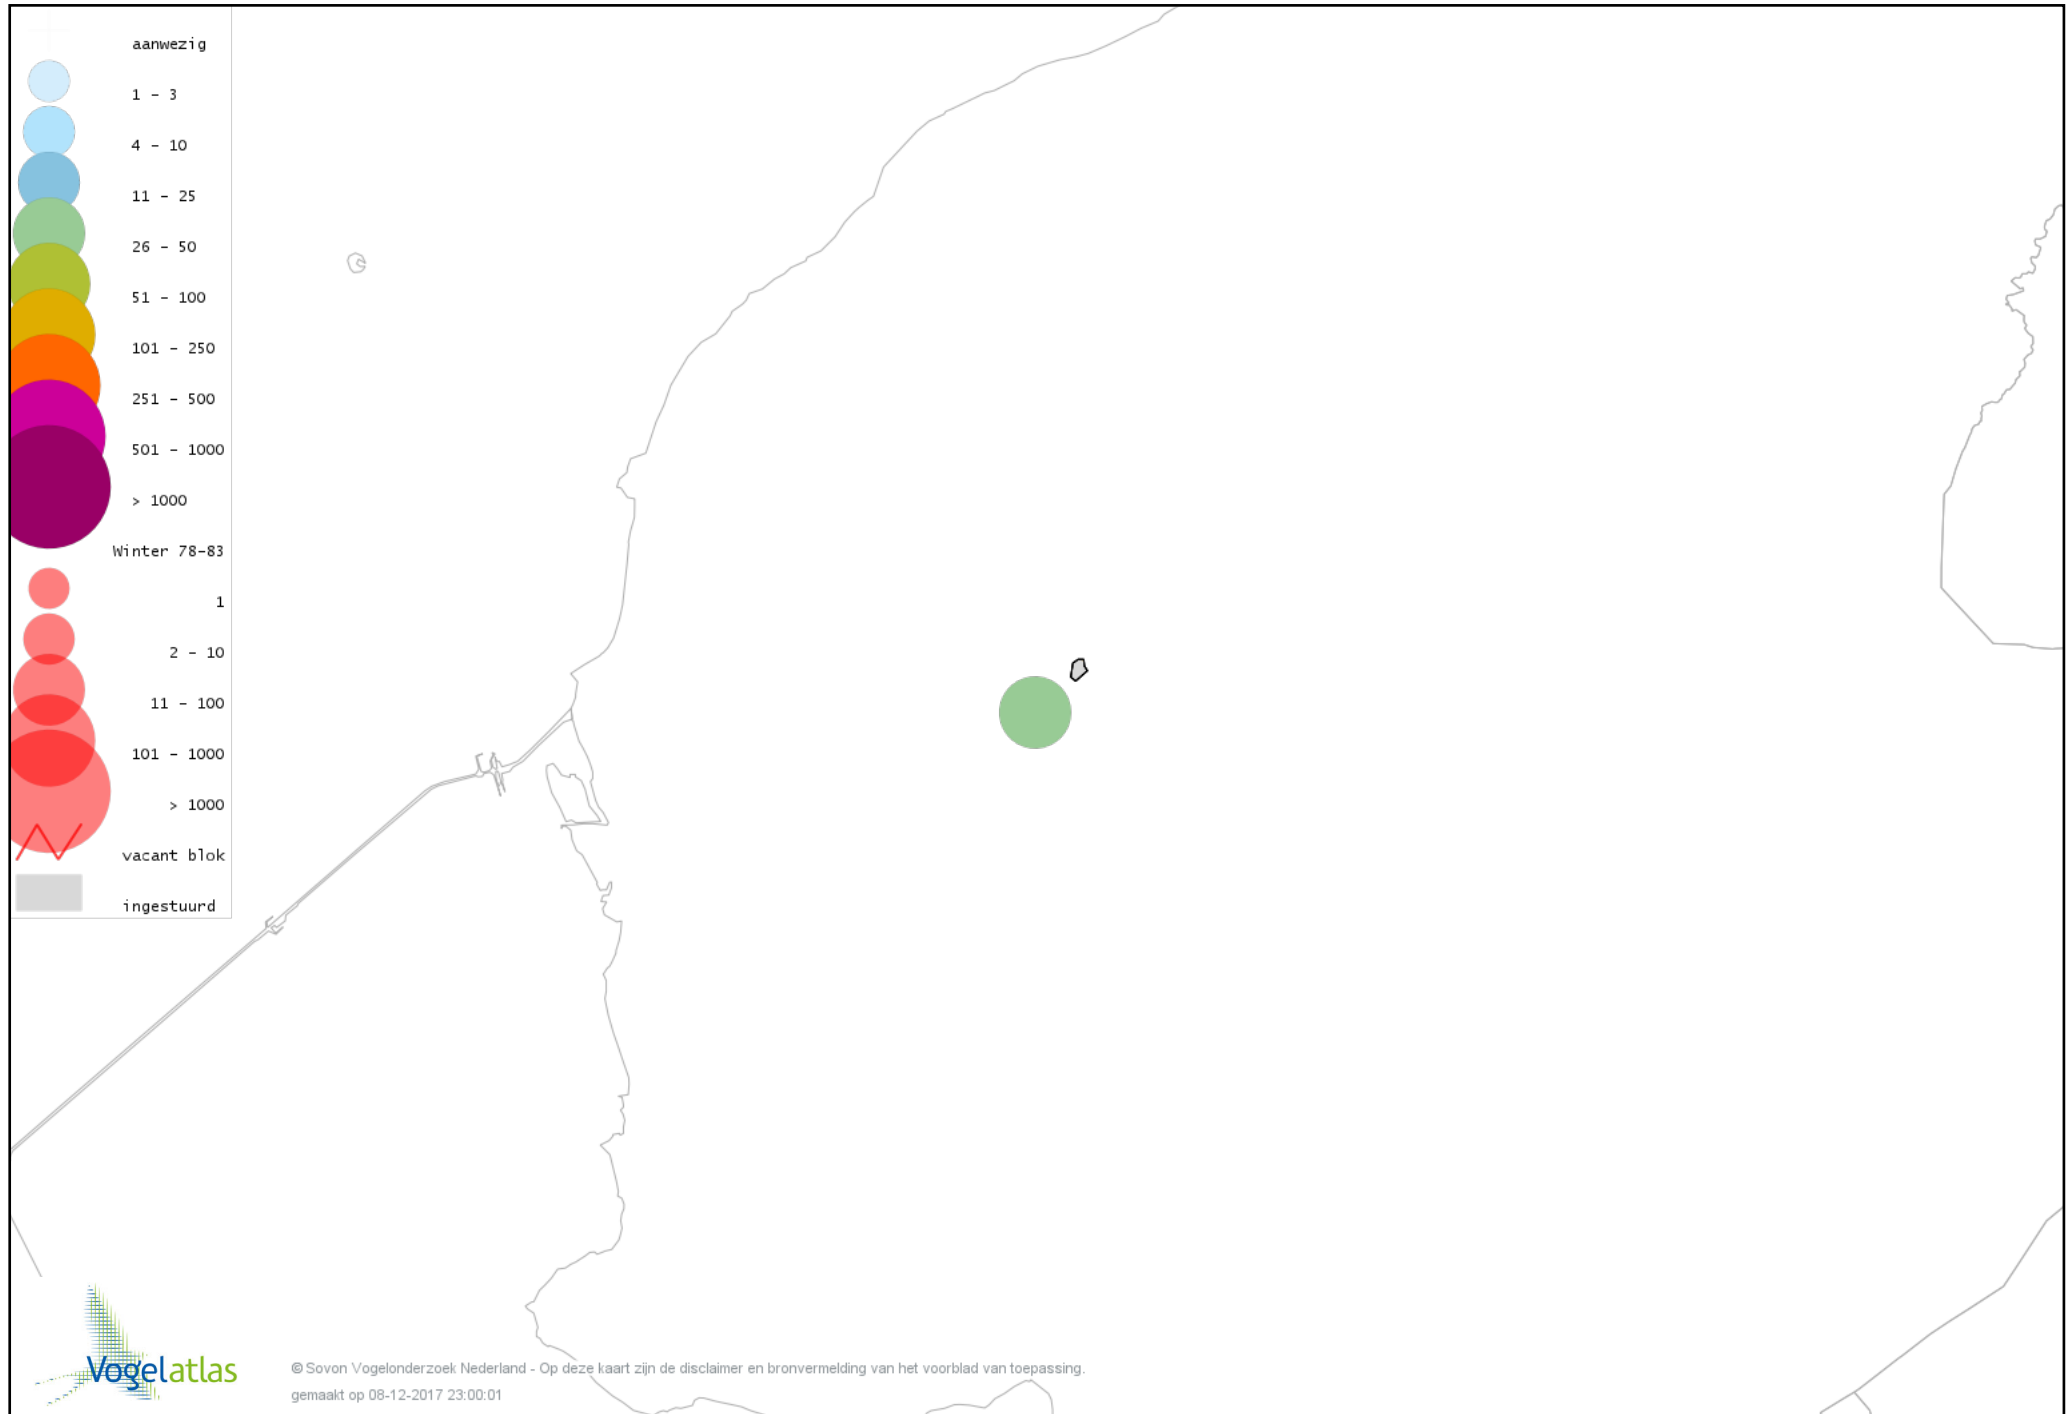 aanwezig
1 - 3
4 - 10
11 - 25
26 - 50
51 - 100
101 - 250
251 - 500
501 - 1000
> 1000
Winter 78-83
1
2 - 10
11 - 100
101 - 1000
> 1000
vacant blok
ingestuurd
Vogelatlas
© Sovon Vogelonderzoek Nederland - Op deze kaart zijn de disclaimer en bronvermelding van het voorblad van toepassing.
gemaakt op 08-12-2017 23:00:01